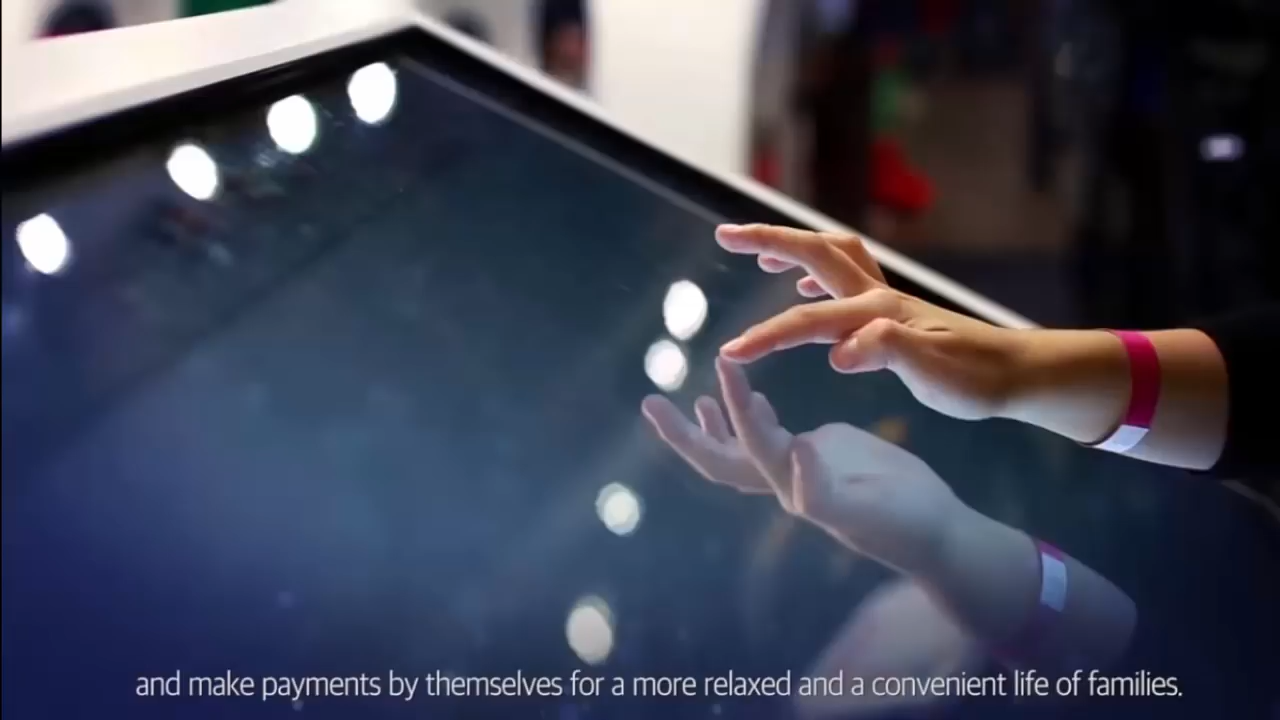 and make payments by themselves for a more relaxed and a convenient life of families.